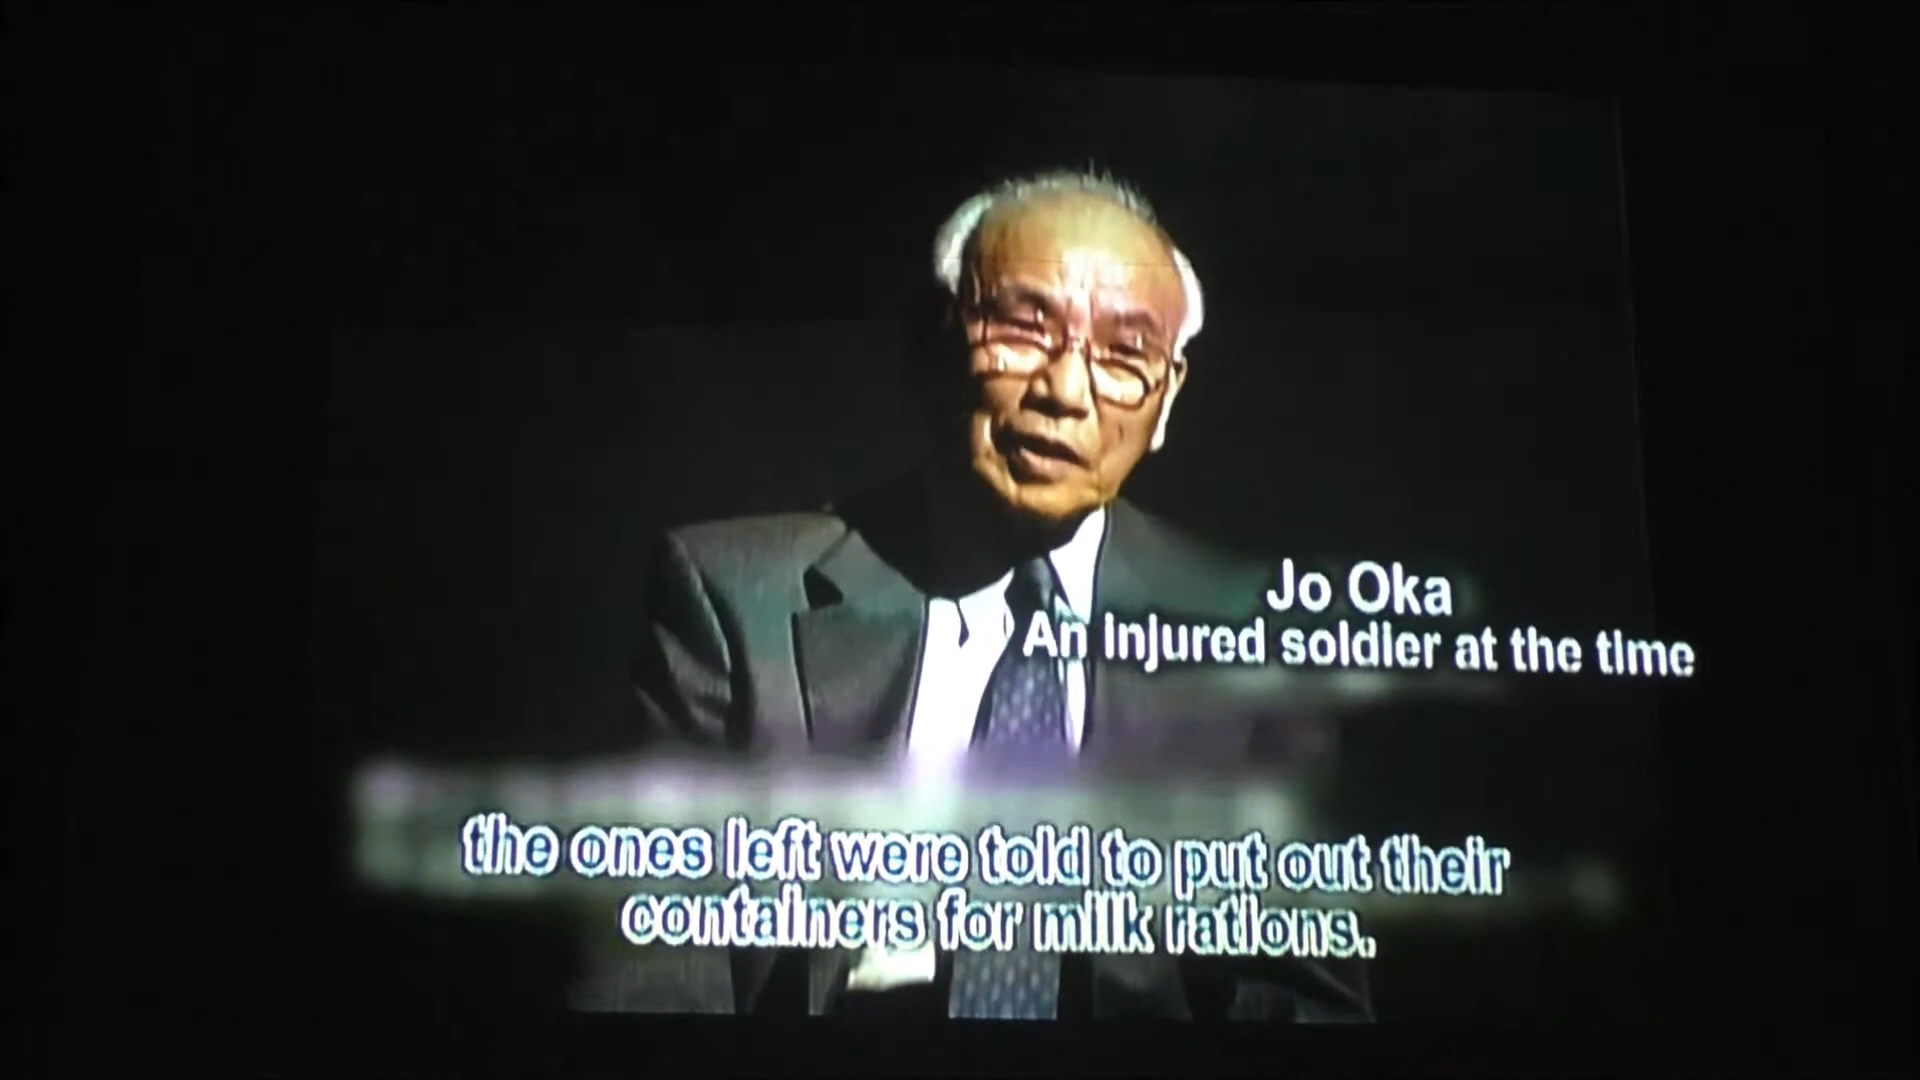 Jo Oka
An injured soldier at the time
the ones left were told to put out their
containers for milk rations.